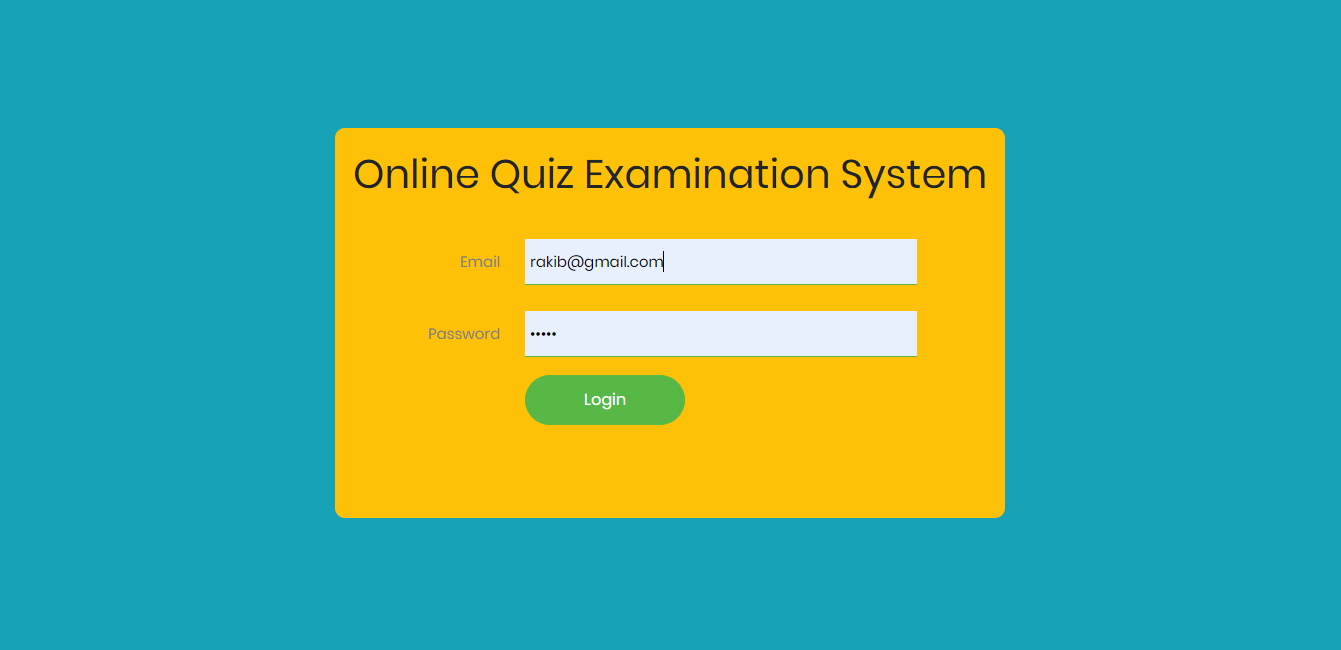 Online Quiz Examination System
Email
rakib@gmail.com
Password
•••••
Login